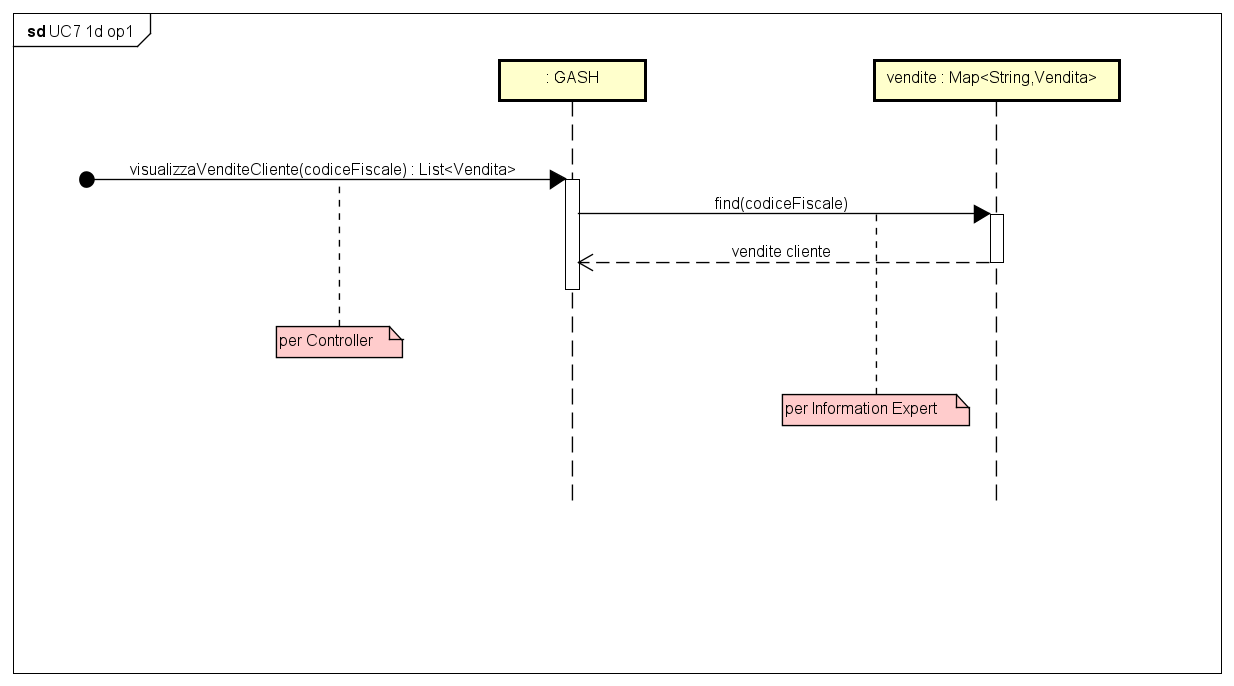 sd UC7 1d op1
: GASH
vendite : Map<String,Vendita>
visualizzaVenditeCliente(codiceFiscale) : List<Vendita>
find(codiceFiscale)
vendite cliente
per Controller
per Information Expert